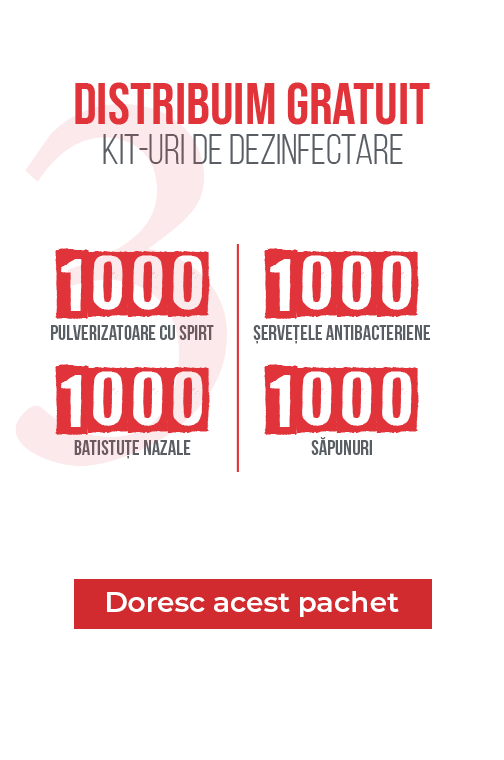 DISTRIBUIM GRATUIT
KIT-URI DE DEZINFECTARE
3
1000
PULVERIZATOARE CU SPIRT
1000
ȘERVEȚELE ANTIBACTERIENE
1000
BATISTUȚE NAZALE
1000
SĂPUNURI
Doresc acest pachet